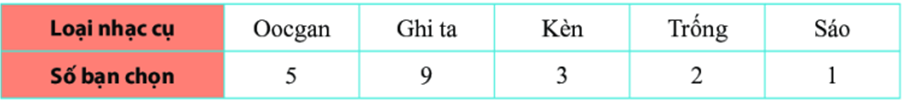 Loại nhạc cụ Oocgan Ghi ta Kèn Trống Sáo
Số bạn chọn 5 9 3 2 1